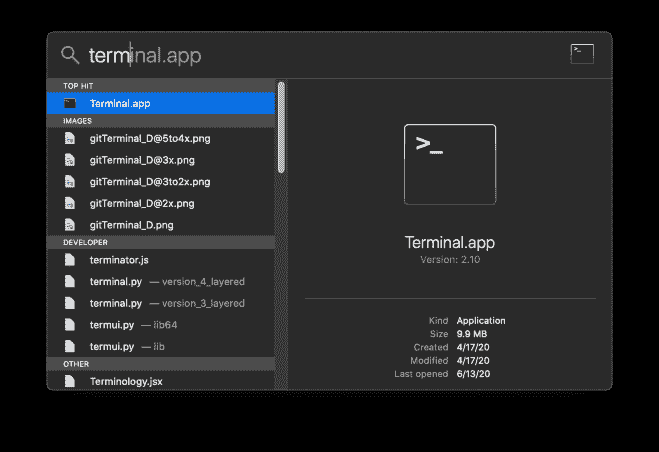 terminal.app
TOP HIT
Terminal.app
IMAGES
gitTerminal_D@5to4x.png
gitTerminal_D@3x.png
gitTerminal_D@3to2x.png
gitTerminal_D@2x.png
gitTerminal_D.png
DEVELOPER
terminator.js
terminal.py — version_4_layered
terminal.py — version_3_layered
termui.py — lib64
termui.py — lib
OTHER
Terminology.jsx
>_
Terminal.app
Version: 2.10
Kind Application
Size 9.9 MB
Created 4/17/20
Modified 4/17/20
Last opened 6/13/20